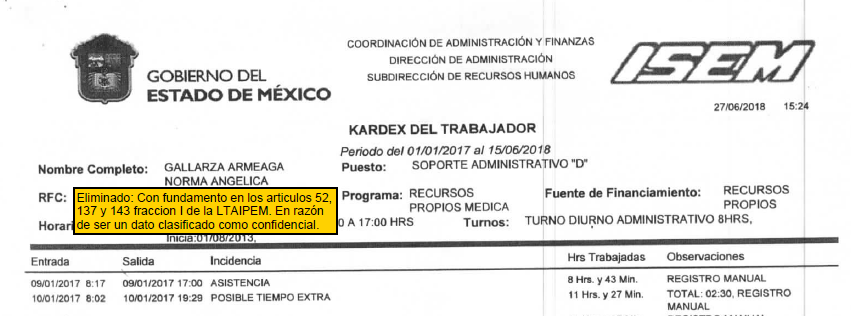 COORDINACIÓN DE ADMINISTRACIÓN Y FINANZAS
DIRECCIÓN DE ADMINISTRACIÓN
SUBDIRECCIÓN DE RECURSOS HUMANOS
GOBIERNO DEL
ESTADO DE MÉXICO
ISEM
27/06/2018 15:24
KARDEX DEL TRABAJADOR
Periodo del 01/01/2017 al 15/06/2018
Nombre Completo: GALLARZA ARMEAGA Puesto: SOPORTE ADMINISTRATIVO "D"
NORMA ANGELICA
RFC: Programa: RECURSOS Fuente de Financiamiento: RECURSOS
PROPIOS MEDICA PROPIOS
Eliminado: Con fundamento en los articulos 52,
137 y 143 fraccion I de la LTAIPEM. En razón
de ser un dato clasificado como confidencial.
Horari 0 A 17:00 HRS Turnos: TURNO DIURNO ADMINISTRATIVO 8HRS,
Inicia:01/08/2013,
Entrada Salida Incidencia Hrs Trabajadas Observaciones
09/01/2017 8:17 09/01/2017 17:00 ASISTENCIA 8 Hrs. y 43 Min. REGISTRO MANUAL
10/01/2017 8:02 10/01/2017 19:29 POSIBLE TIEMPO EXTRA 11 Hrs. y 27 Min. TOTAL: 02:30, REGISTRO
MANUAL